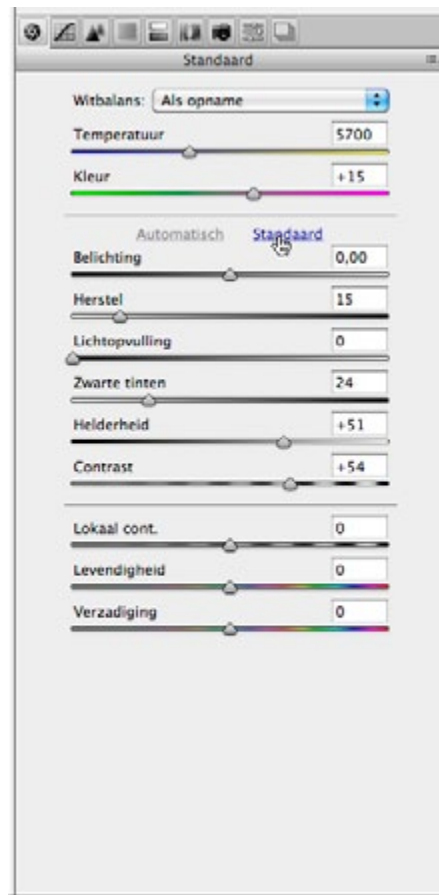 Standaard
Witbalans: Als opname
Temperatuur 5700
Kleur +15
Automatisch Standaard
Belichting 0,00
Herstel 15
Lichtopvulling 0
Zwarte tinten 24
Helderheid +51
Contrast +54
Lokaal cont. 0
Levendigheid 0
Verzadiging 0